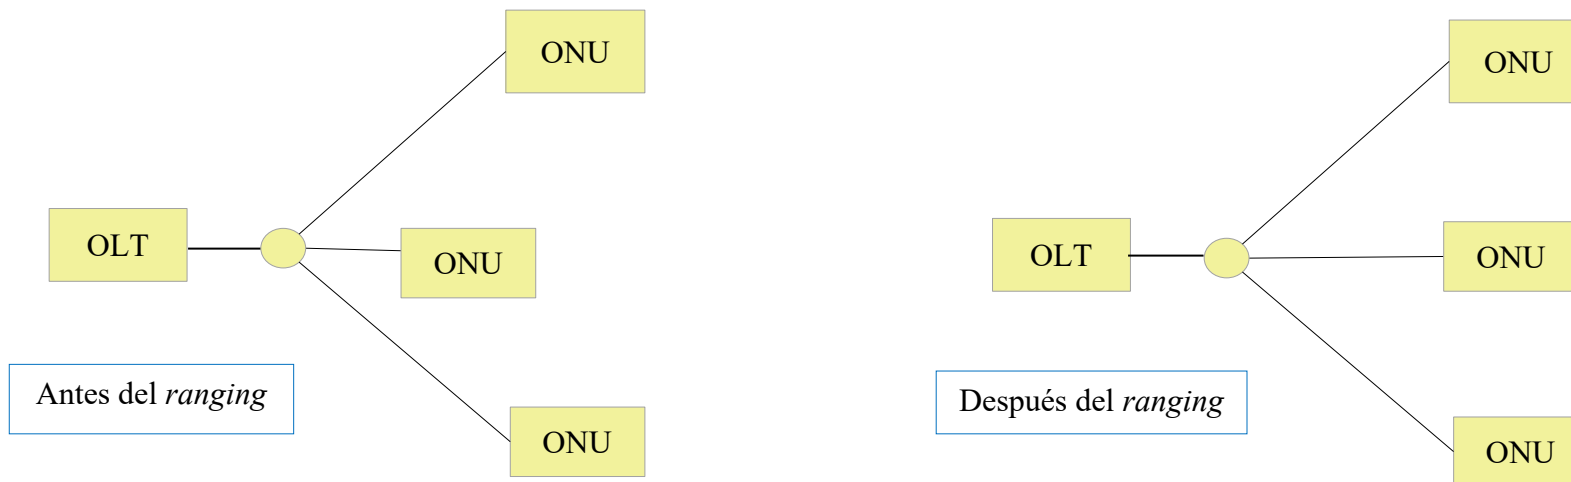 ONU
OLT
ONU
Antes del ranging
ONU
ONU
OLT
ONU
Después del ranging
ONU